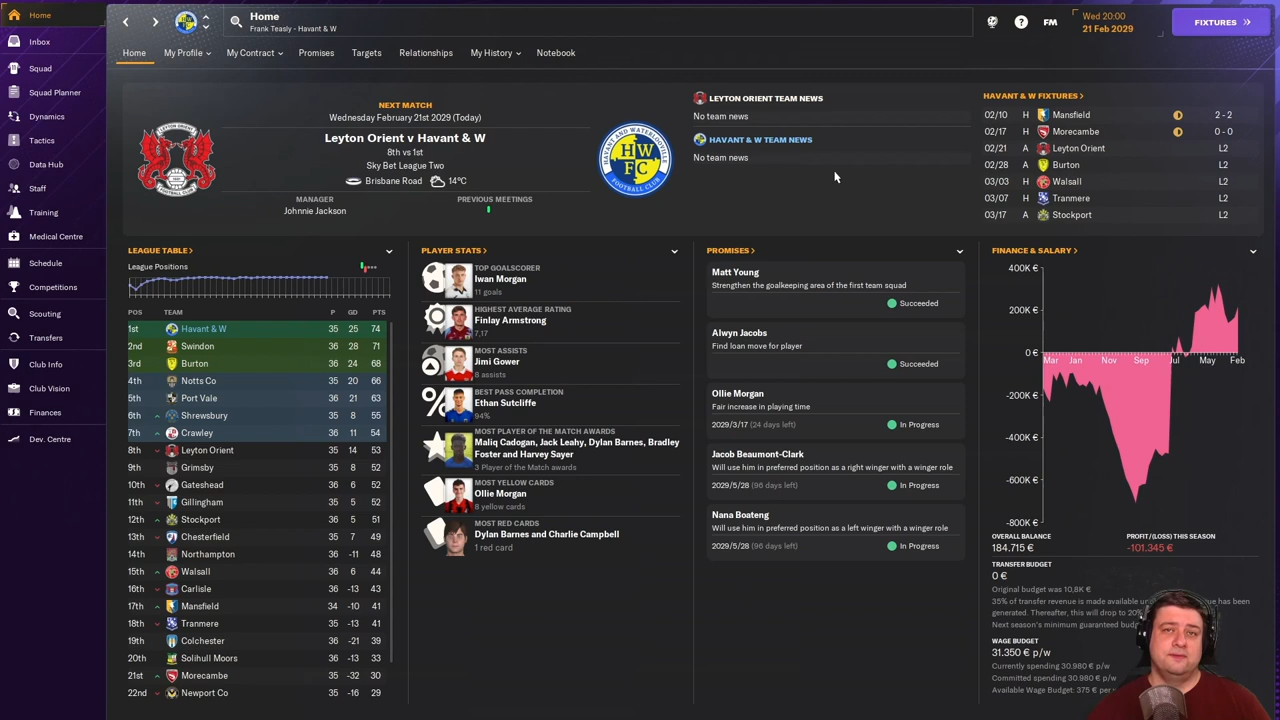 Home
Inbox
Squad
Squad Planner
Dynamics
Tactics
Data Hub
Staff
Training
Medical Centre
Schedule
Competitions
Scouting
Transfers
Club Info
Club Vision
Finances
Dev. Centre
Home
Frank Teasly - Havant & W
FM
Wed 20:00
21 Feb 2029
FIXTURES
Home
My Profile
My Contract
Promises
Targets
Relationships
My History
Notebook
NEXT MATCH
Wednesday February 21st 2029 (Today)
Leyton Orient v Havant & W
8th vs 1st
Sky Bet League Two
Brisbane Road 14°C
MANAGER
Johnnie Jackson
PREVIOUS MEETINGS
LEYTON ORIENT TEAM NEWS
No team news
HAVANT & W TEAM NEWS
No team news
HAVANT & W FIXTURES >
02/10 H Mansfield 2 - 2
02/17 H Morecambe 0 - 0
02/21 A Leyton Orient L2
02/28 A Burton L2
03/03 H Walsall L2
03/07 H Tranmere L2
03/17 A Stockport L2
LEAGUE TABLE >
League Positions
POS TEAM P GD PTS
1st Havant & W 35 25 74
2nd Swindon 36 28 71
3rd Burton 36 24 68
4th Notts Co 35 20 66
5th Port Vale 36 21 63
6th Shrewsbury 35 8 55
7th Crawley 36 11 54
8th Leyton Orient 35 14 53
9th Grimsby 35 8 52
10th Gateshead 36 6 52
11th Gillingham 35 5 52
12th Stockport 36 5 51
13th Chesterfield 35 7 49
14th Northampton 36 -11 48
15th Walsall 36 6 44
16th Carlisle 36 -13 43
17th Mansfield 34 -10 41
18th Tranmere 35 -13 41
19th Colchester 36 -21 39
20th Solihull Moors 36 -13 33
21st Morecambe 35 -32 30
22nd Newport Co 35 -16 29
PLAYER STATS >
TOP GOALSCORER
Iwan Morgan
11 goals
HIGHEST AVERAGE RATING
Finlay Armstrong
7,17
MOST ASSISTS
Jimi Gower
8 assists
BEST PASS COMPLETION
Ethan Sutcliffe
94%
MOST PLAYER OF THE MATCH AWARDS
Maliq Cadogan, Jack Leahy, Dylan Barnes, Bradley
Foster and Harvey Sayer
3 Player of the Match awards
MOST YELLOW CARDS
Ollie Morgan
8 yellow cards
MOST RED CARDS
Dylan Barnes and Charlie Campbell
1 red card
PROMISES >
Matt Young
Strengthen the goalkeeping area of the first team squad
Succeeded
Alwyn Jacobs
Find loan move for player
Succeeded
Ollie Morgan
Fair increase in playing time
2029/3/17 (24 days left) In Progress
Jacob Beaumont-Clark
Will use him in preferred position as a right winger with a winger role
2029/5/28 (96 days left) In Progress
Nana Boateng
Will use him in preferred position as a left winger with a winger role
2029/5/28 (96 days left) In Progress
FINANCE & SALARY >
400K €
200K €
0 €
-200K €
-400K €
-600K €
-800K €
Mar Jan Nov Sep Jul May Feb
OVERALL BALANCE PROFIT/(LOSS) THIS SEASON
184.715 € -101.345 €
TRANSFER BUDGET
0 €
Original budget was 10,8K €
35% of transfer revenue is made available has been
generated. Thereafter, this will drop to 20%
Next season's minimum guaranteed
WAGE BUDGET
31.350 € p/w
Currently spending 30.980 € p/w
Committed spending 30.980 € p/w
Available Wage Budget: 375 € per